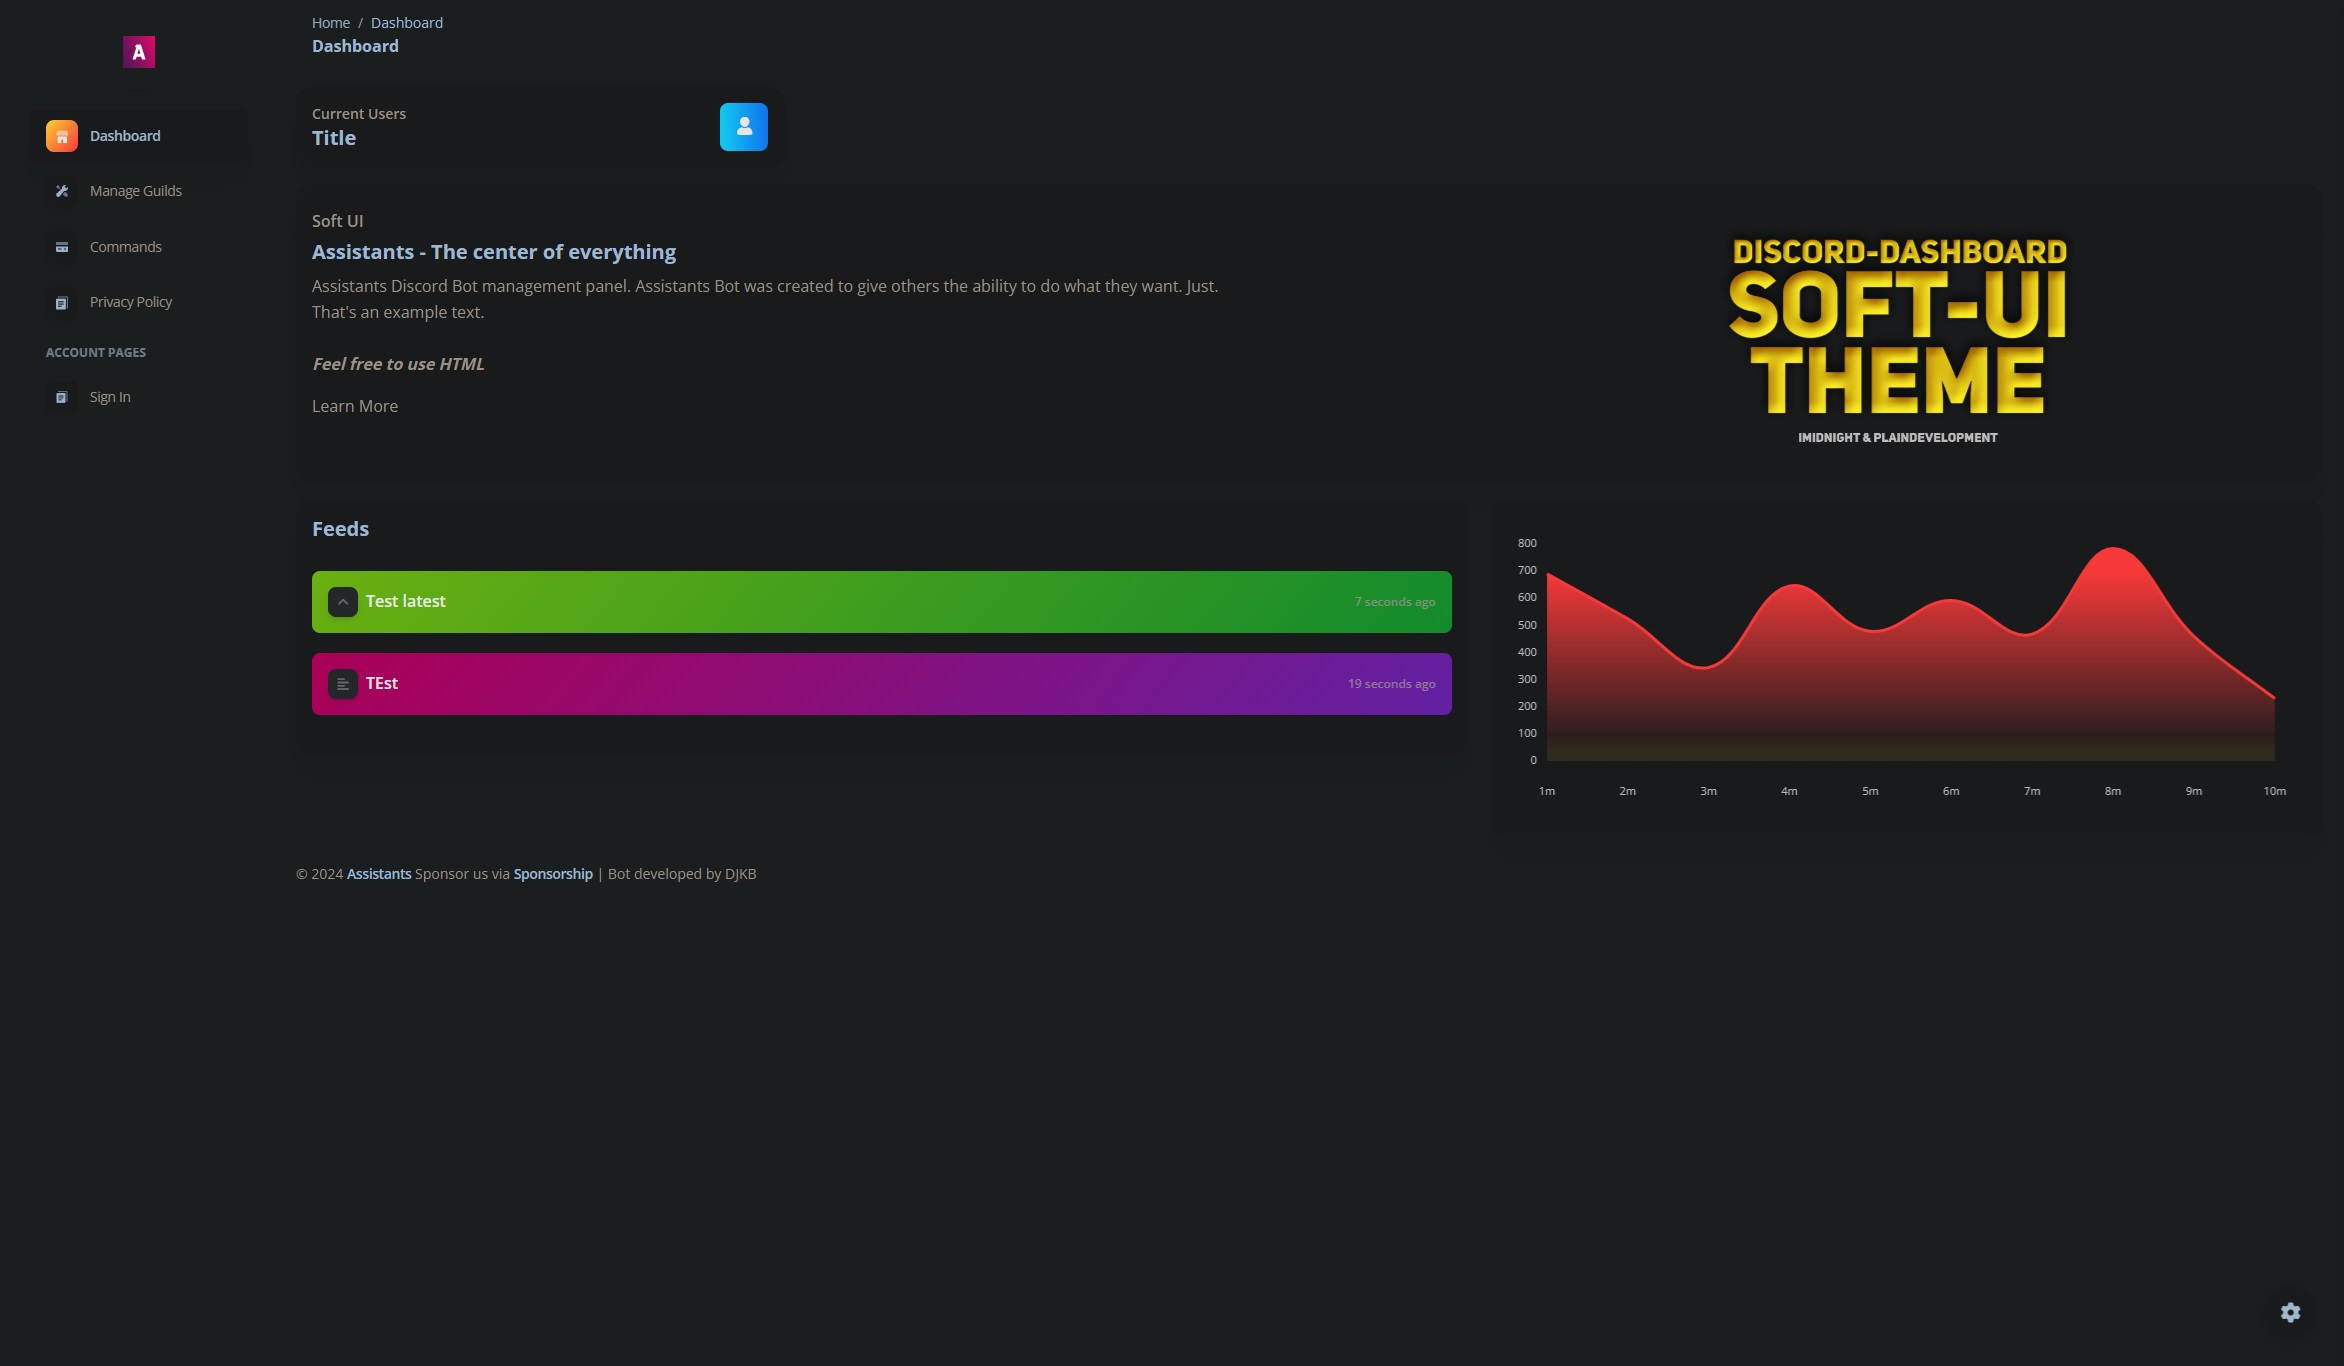 A
Dashboard
Manage Guilds
Commands
Privacy Policy
ACCOUNT PAGES
Sign In
Home / Dashboard
Dashboard
Current Users
Title
Soft UI
Assistants - The center of everything
Assistants Discord Bot management panel. Assistants Bot was created to give others the ability to do what they want. Just.
That's an example text.
Feel free to use HTML
Learn More
DISCORD-DASHBOARD
SOFT-UI
THEME
IMIDNIGHT & PLAINDEVELOPMENT
Feeds
Test latest 7 seconds ago
TEst 19 seconds ago
800
700
600
500
400
300
200
100
0
1m 2m 3m 4m 5m 6m 7m 8m 9m 10m
© 2024 Assistants Sponsor us via Sponsorship | Bot developed by DJKB